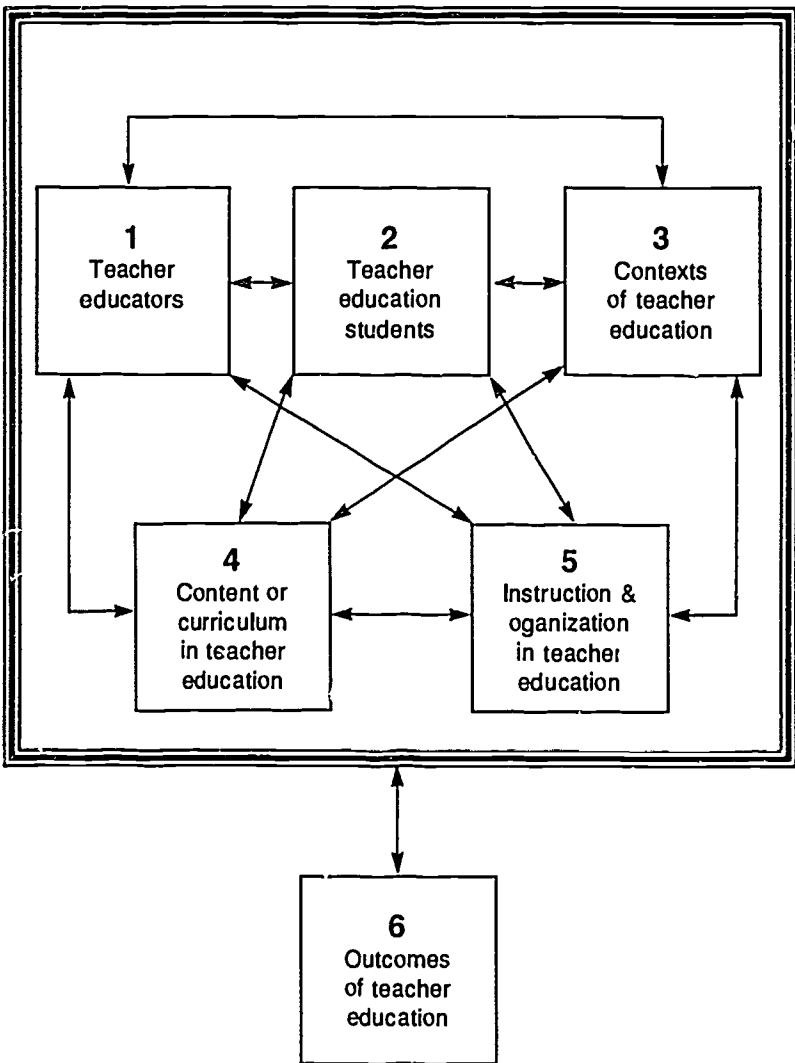 1
Teacher
educators
2
Teacher
education
students
3
Contexts
of teacher
education
4
Content or
curriculum
in teacher
education
5
Instruction &
oganization
in teacher
education
6
Outcomes
of teacher
education